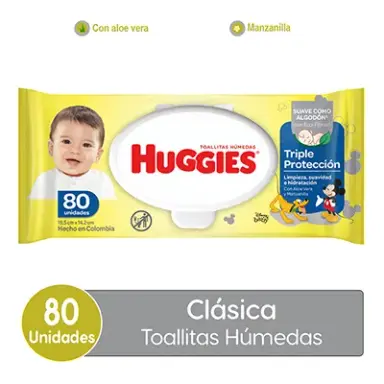 Con aloe vera
Manzanilla
TOALLITAS HÚMEDAS
HUGGIES
SUAVE COMO
ALGODÓN*
Triple
Protección
Limpieza, suavidad
e hidratación
Con Aloe Vera
y Manzanilla
80
unidades
Hecho en Colombia
Disney
baby
80
Unidades
Clásica
Toallitas Húmedas